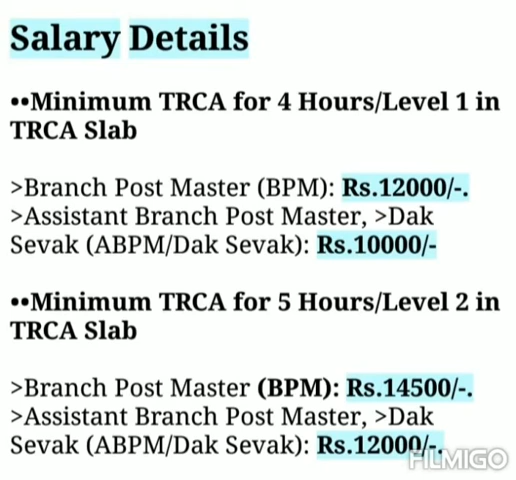 Salary Details
••Minimum TRCA for 4 Hours/Level 1 in
TRCA Slab
>Branch Post Master (BPM): Rs.12000/-.
>Assistant Branch Post Master, >Dak
Sevak (ABPM/Dak Sevak): Rs.10000/-
••Minimum TRCA for 5 Hours/Level 2 in
TRCA Slab
>Branch Post Master (BPM): Rs.14500/-.
>Assistant Branch Post Master, >Dak
Sevak (ABPM/Dak Sevak): Rs.12000/-.
FILMIGO